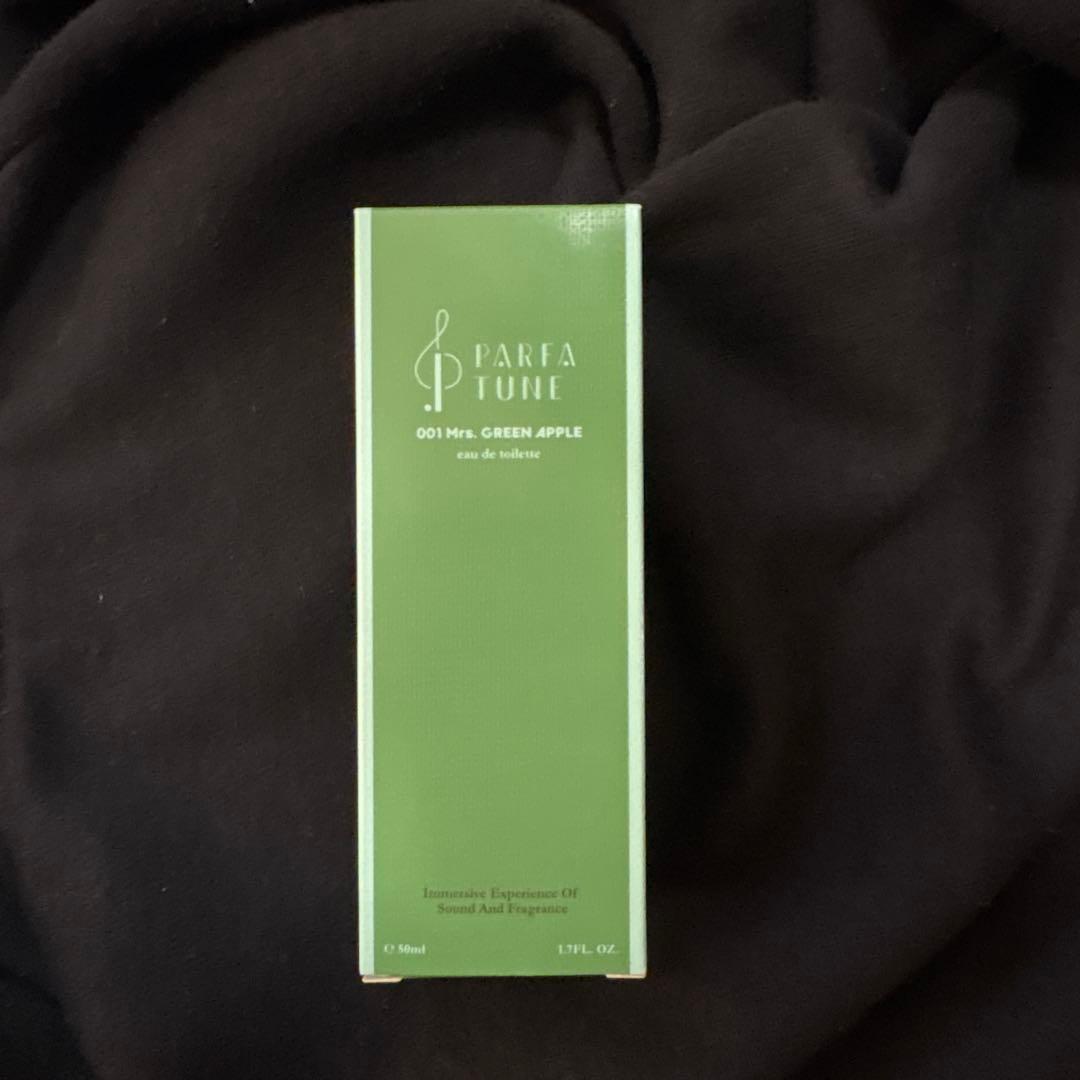 PARFA
TUNE
001 Mrs. GREEN APPLE
eau de toilette
Immersive Experience Of
Sound And Fragrance
℮ 50ml
1.7FL. OZ.